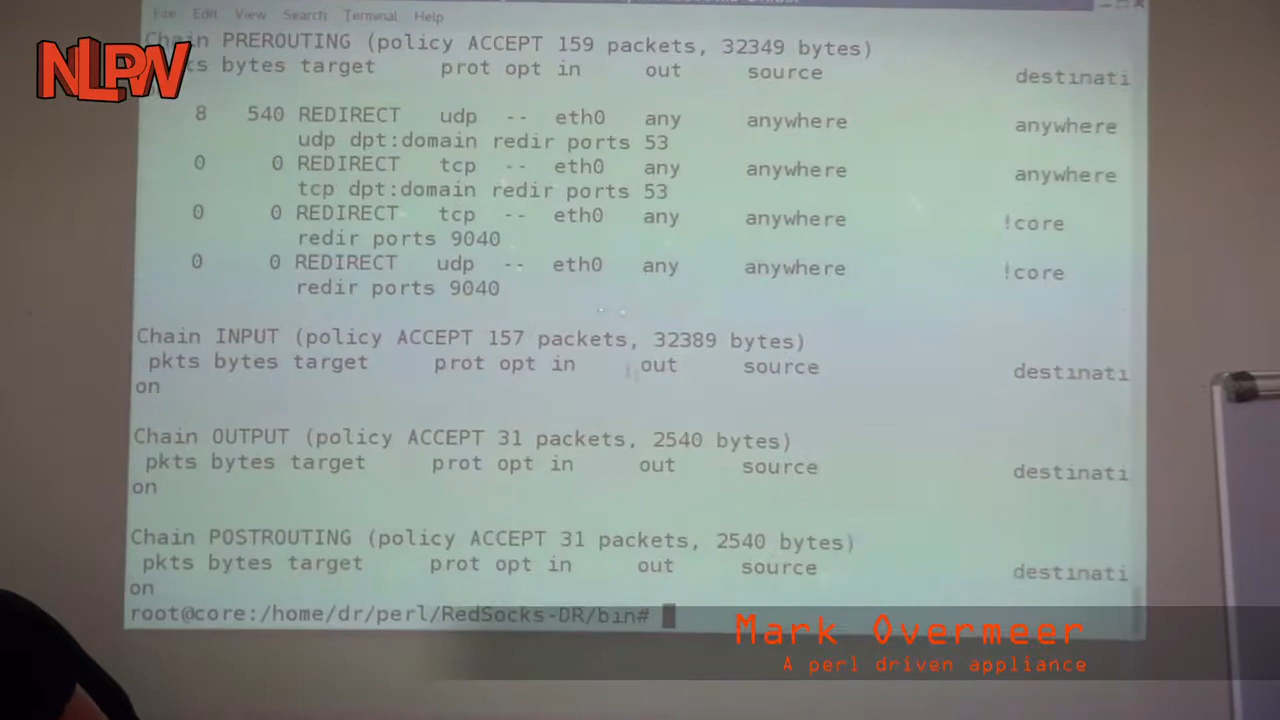 NLPW
File Edit View Search Terminal Help
Chain PREROUTING (policy ACCEPT 159 packets, 32349 bytes)
bytes target prot opt in out source destinati
8 540 REDIRECT udp -- eth0 any anywhere anywhere
udp dpt:domain redir ports 53
0 0 REDIRECT tcp -- eth0 any anywhere anywhere
tcp dpt:domain redir ports 53
0 0 REDIRECT tcp -- eth0 any anywhere !core
redir ports 9040
0 0 REDIRECT udp -- eth0 any anywhere !core
redir ports 9040
Chain INPUT (policy ACCEPT 157 packets, 32389 bytes)
pkts bytes target prot opt in out source destinati
on
Chain OUTPUT (policy ACCEPT 31 packets, 2540 bytes)
pkts bytes target prot opt in out source destinati
on
Chain POSTROUTING (policy ACCEPT 31 packets, 2540 bytes)
pkts bytes target prot opt in out source destinati
on
root@core:/home/dr/perl/RedSocks-DR/bin#
Mark Overmeer
A perl driven appliance